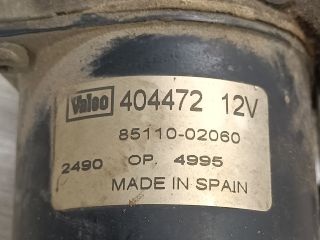 Valeo 404472 12V
85110-02060
2490 OP. 4995
MADE IN SPAIN